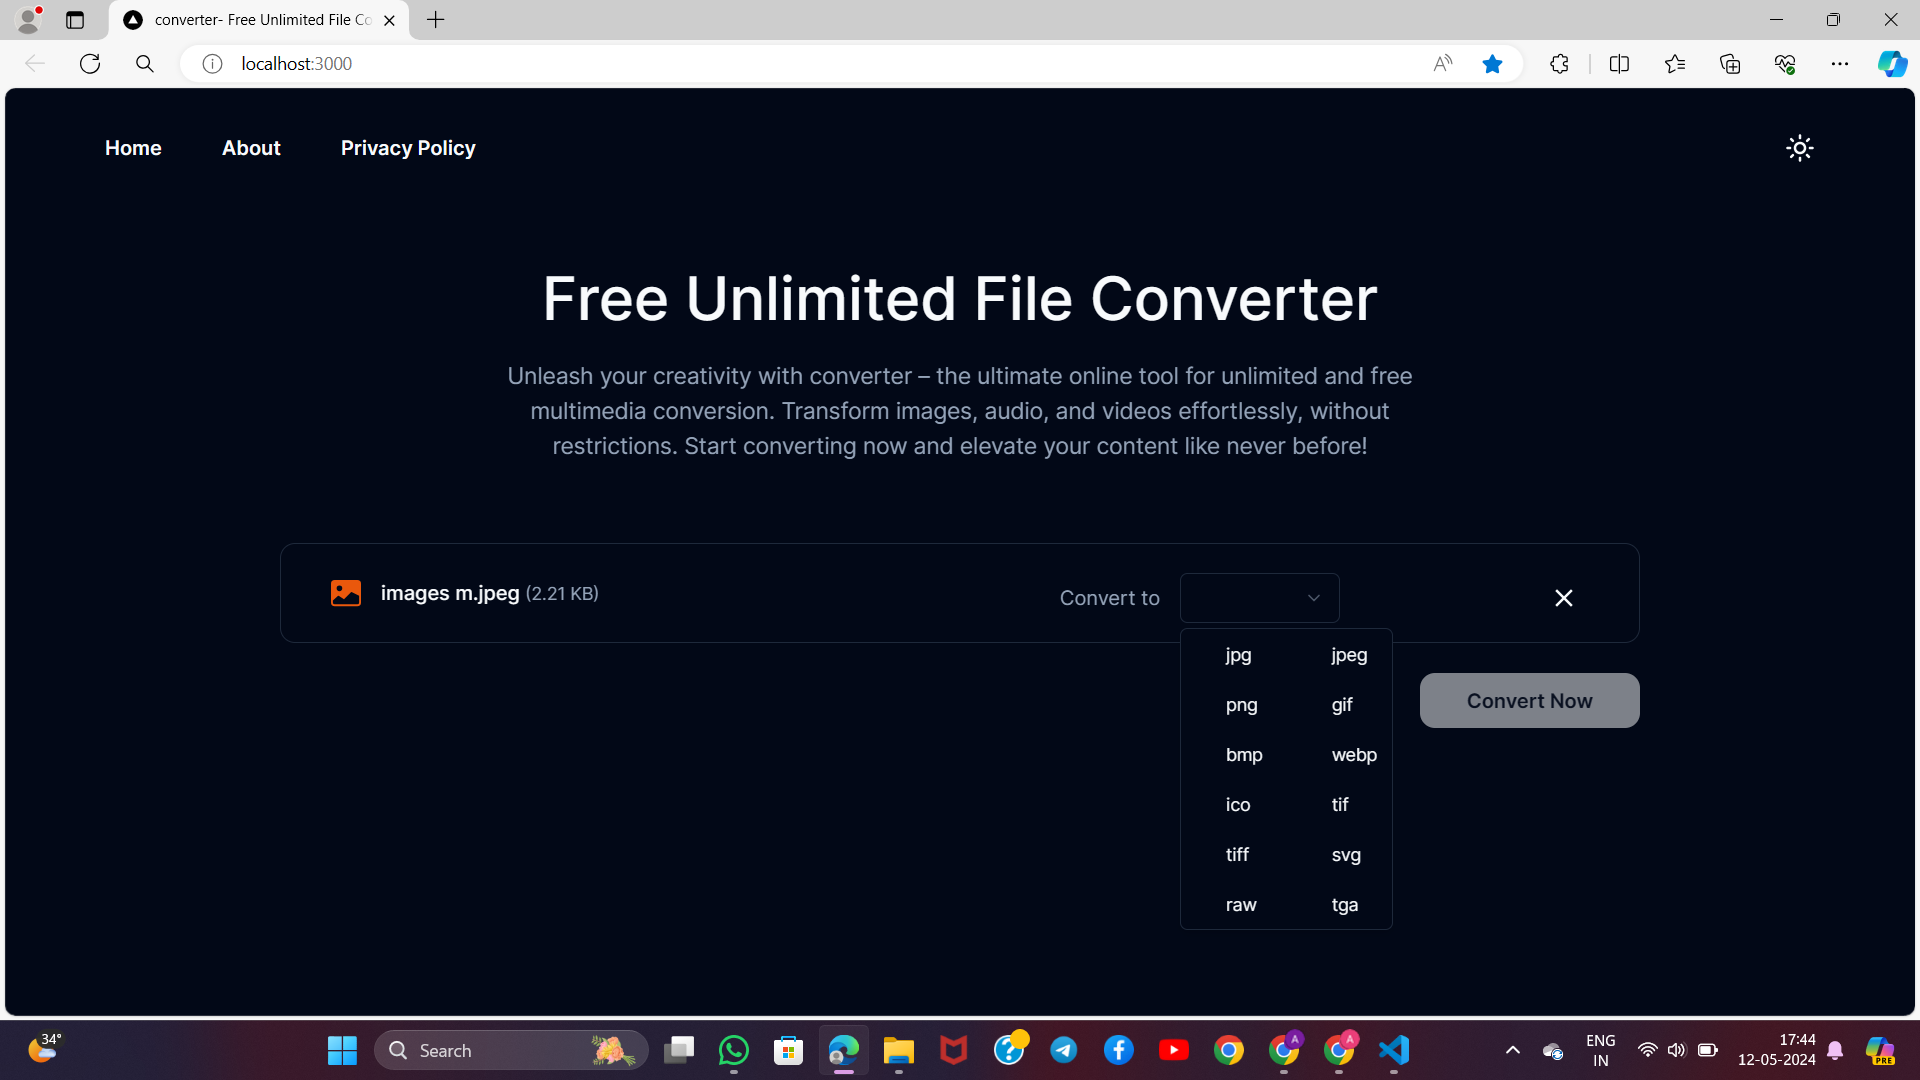 converter- Free Unlimited File Co
localhost:3000
Home About Privacy Policy
Free Unlimited File Converter
Unleash your creativity with converter – the ultimate online tool for unlimited and free
multimedia conversion. Transform images, audio, and videos effortlessly, without
restrictions. Start converting now and elevate your content like never before!
images m.jpeg (2.21 KB) Convert to
jpg jpeg
png gif
bmp webp
ico tif
tiff svg
raw tga
Convert Now
34°
Search
A
A
ENG
IN
17:44
12-05-2024
PRE